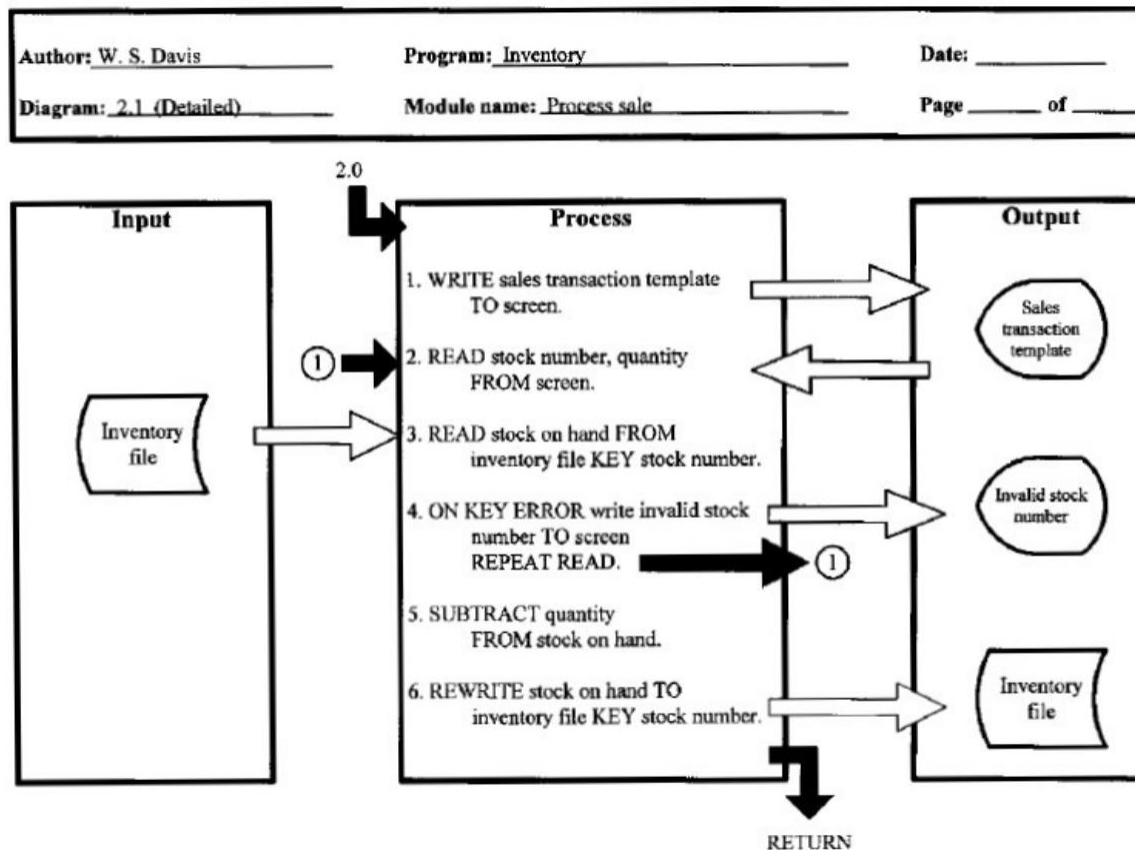 Author: W. S. Davis Program: Inventory Date:
Diagram: 2.1 (Detailed) Module name: Process sale Page of
2.0
Input
Process
Output
1. WRITE sales transaction template
TO screen.
Sales
transaction
template
1
2. READ stock number, quantity
FROM screen.
Inventory
file
3. READ stock on hand FROM
inventory file KEY stock number.
4. ON KEY ERROR write invalid stock
number TO screen
REPEAT READ.
1
Invalid stock
number
5. SUBTRACT quantity
FROM stock on hand.
6. REWRITE stock on hand TO
inventory file KEY stock number.
Inventory
file
RETURN